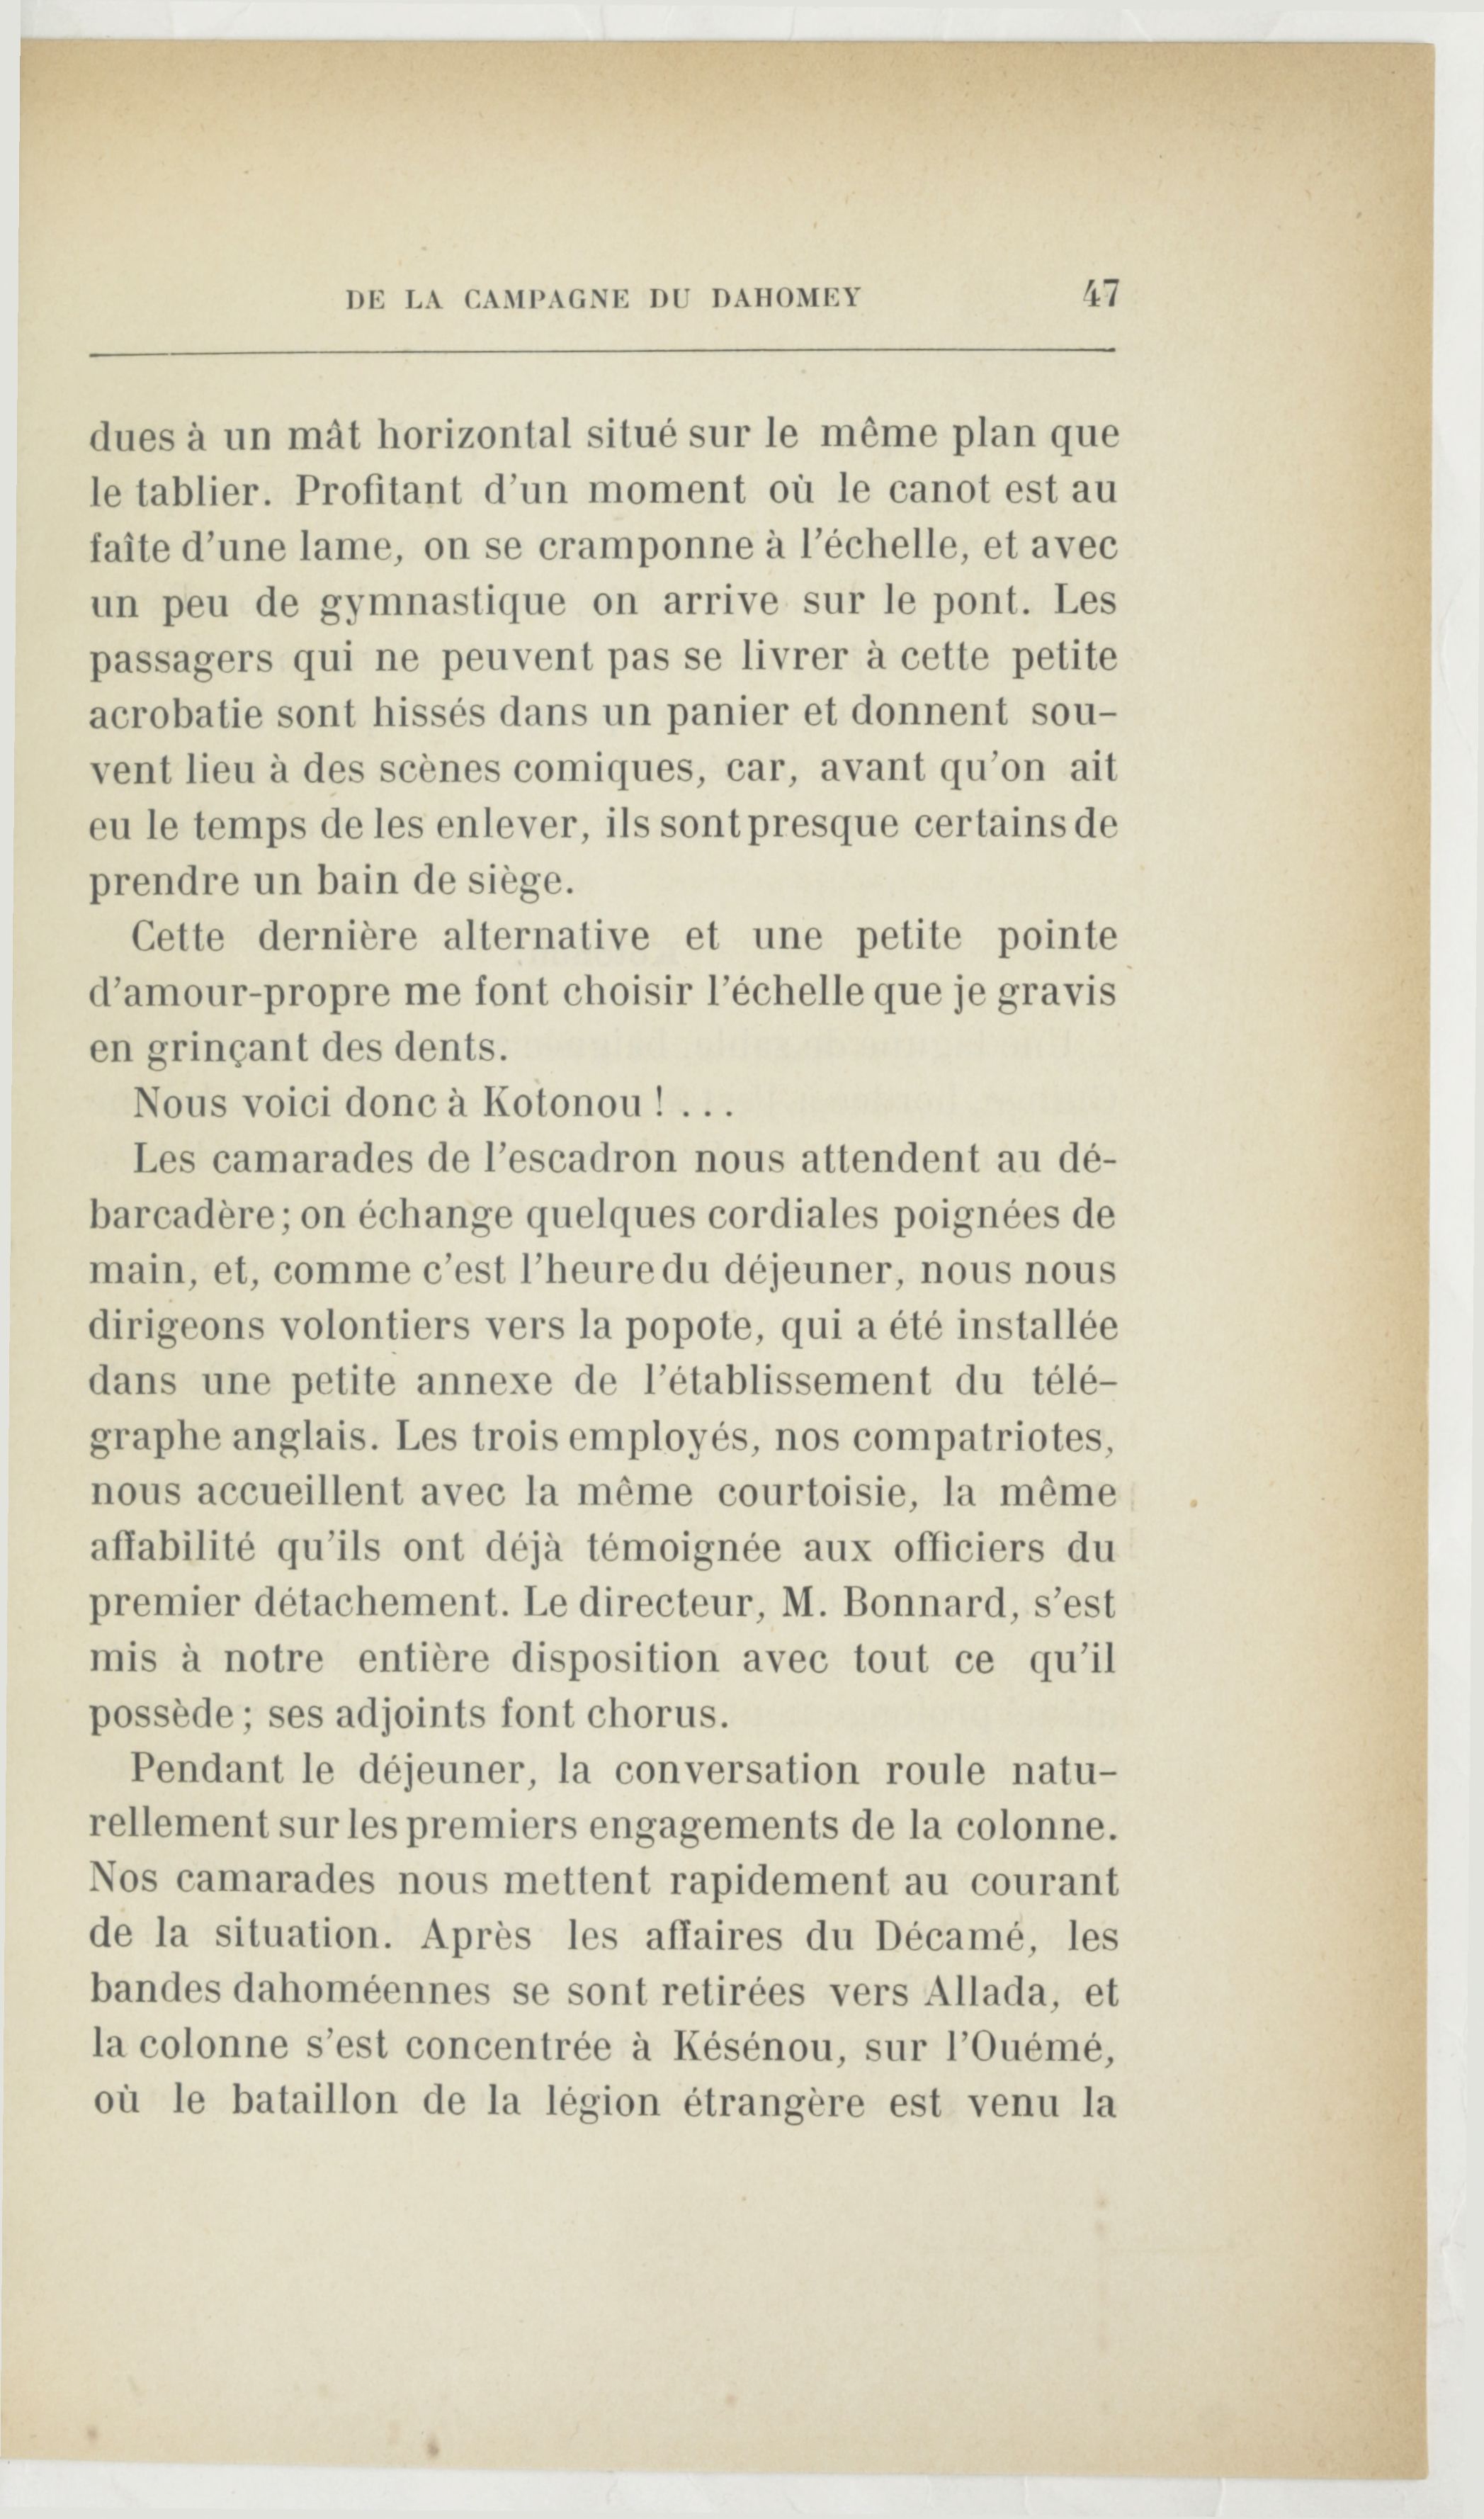 DE LA CAMPAGNE DU DAHOMEY 47
dues à un mât horizontal situé sur le même plan que
le tablier. Profitant d'un moment où le canot est au
faîte d'une lame, on se cramponne à l'échelle, et avec
un peu de gymnastique on arrive sur le pont. Les
passagers qui ne peuvent pas se livrer à cette petite
acrobatie sont hissés dans un panier et donnent sou-
vent lieu à des scènes comiques, car, avant qu'on ait
eu le temps de les enlever, ils sont presque certains de
prendre un bain de siège.
Cette dernière alternative et une petite pointe
d'amour-propre me font choisir l'échelle que je gravis
en grinçant des dents.
Nous voici donc à Kotonou ! ...
Les camarades de l'escadron nous attendent au dé-
barcadère ; on échange quelques cordiales poignées de
main, et, comme c'est l'heure du déjeuner, nous nous
dirigeons volontiers vers la popote, qui a été installée
dans une petite annexe de l'établissement du télé-
graphe anglais. Les trois employés, nos compatriotes,
nous accueillent avec la même courtoisie, la même
affabilité qu'ils ont déjà témoignée aux officiers du
premier détachement. Le directeur, M. Bonnard, s'est
mis à notre entière disposition avec tout ce qu'il
possède ; ses adjoints font chorus.
Pendant le déjeuner, la conversation roule natu-
rellement sur les premiers engagements de la colonne.
Nos camarades nous mettent rapidement au courant
de la situation. Après les affaires du Décamé, les
bandes dahoméennes se sont retirées vers Allada, et
la colonne s'est concentrée à Késénou, sur l'Ouémé,
où le bataillon de la légion étrangère est venu la